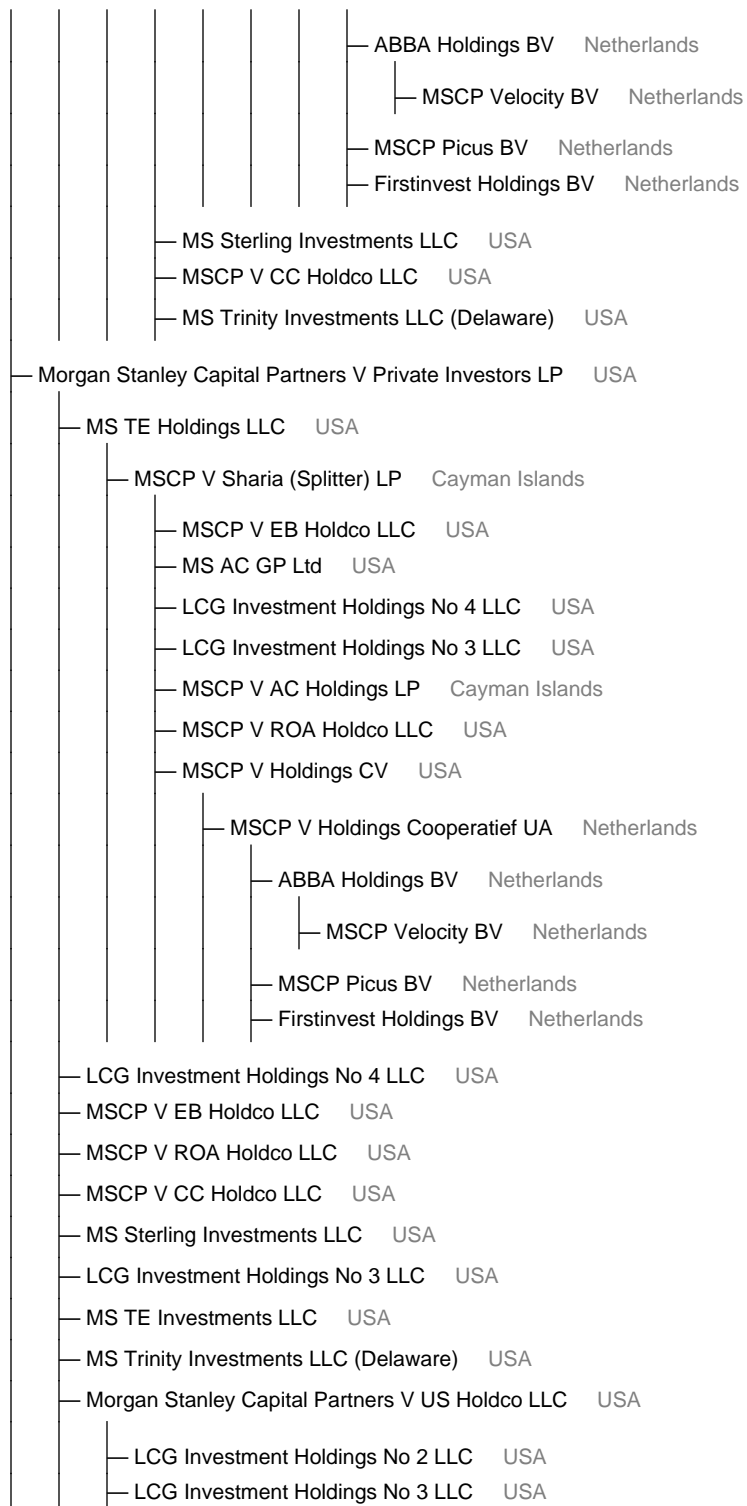 ABBA Holdings BV Netherlands
MSCP Velocity BV Netherlands
MSCP Picus BV Netherlands
Firstinvest Holdings BV Netherlands
MS Sterling Investments LLC USA
MSCP V CC Holdco LLC USA
MS Trinity Investments LLC (Delaware) USA
Morgan Stanley Capital Partners V Private Investors LP USA
MS TE Holdings LLC USA
MSCP V Sharia (Splitter) LP Cayman Islands
MSCP V EB Holdco LLC USA
MS AC GP Ltd USA
LCG Investment Holdings No 4 LLC USA
LCG Investment Holdings No 3 LLC USA
MSCP V AC Holdings LP Cayman Islands
MSCP V ROA Holdco LLC USA
MSCP V Holdings CV USA
MSCP V Holdings Cooperatief UA Netherlands
ABBA Holdings BV Netherlands
MSCP Velocity BV Netherlands
MSCP Picus BV Netherlands
Firstinvest Holdings BV Netherlands
LCG Investment Holdings No 4 LLC USA
MSCP V EB Holdco LLC USA
MSCP V ROA Holdco LLC USA
MSCP V CC Holdco LLC USA
MS Sterling Investments LLC USA
LCG Investment Holdings No 3 LLC USA
MS TE Investments LLC USA
MS Trinity Investments LLC (Delaware) USA
Morgan Stanley Capital Partners V US Holdco LLC USA
LCG Investment Holdings No 2 LLC USA
LCG Investment Holdings No 3 LLC USA